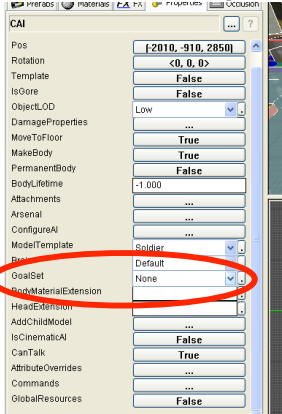 Prefabs Materials FX FX Properties Occlusion
CAI ... ?
Pos [-2010, -910, 2850]
Rotation <0, 0, 0>
Template False
IsGore False
ObjectLOD Low .
DamageProperties ...
MoveToFloor True
MakeBody True
PermanentBody False
BodyLifetime -1.000
Attachments ...
Arsenal ...
ConfigureAI ...
ModelTemplate Soldier .
Default
GoalSet None .
BodyMaterialExtension .
HeadExtension .
AddChildModel ...
IsCinematicAI False
CanTalk True
AttributeOverrides ...
Commands ...
GlobalResources False